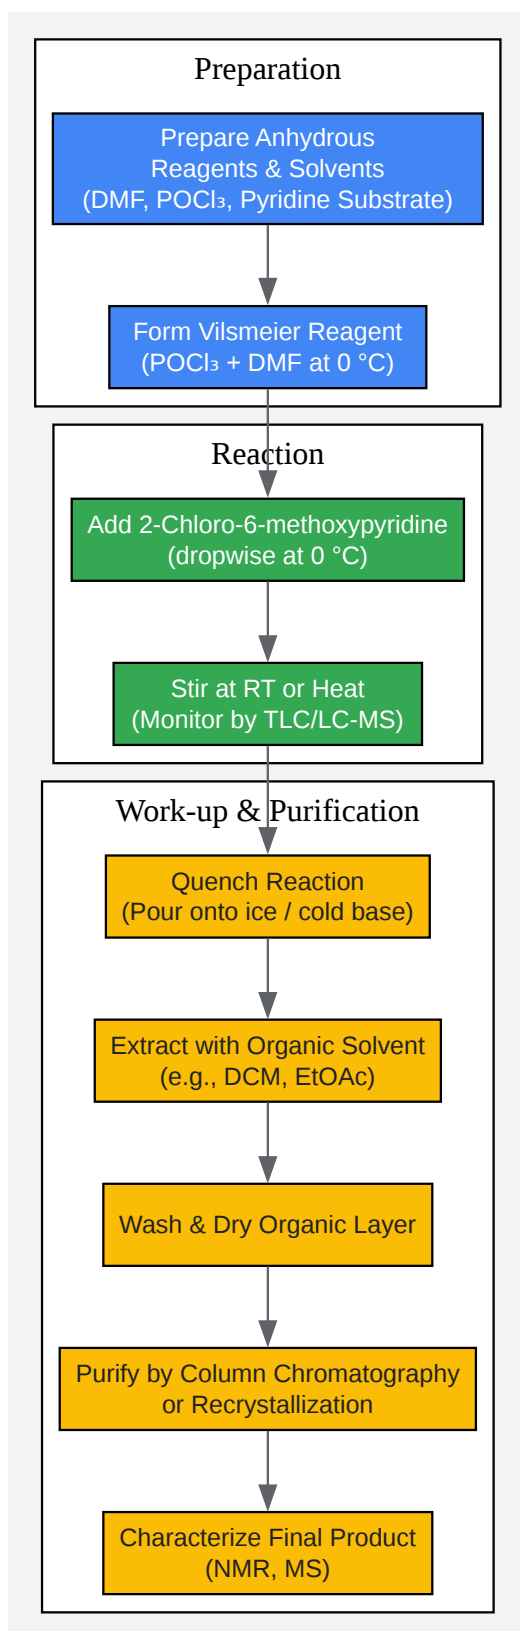 Preparation
Prepare Anhydrous
Reagents & Solvents
(DMF, POCl₃, Pyridine Substrate)
Form Vilsmeier Reagent
(POCl₃ + DMF at 0 °C)
Reaction
Add 2-Chloro-6-methoxypyridine
(dropwise at 0 °C)
Stir at RT or Heat
(Monitor by TLC/LC-MS)
Work-up & Purification
Quench Reaction
(Pour onto ice / cold base)
Extract with Organic Solvent
(e.g., DCM, EtOAc)
Wash & Dry Organic Layer
Purify by Column Chromatography
or Recrystallization
Characterize Final Product
(NMR, MS)